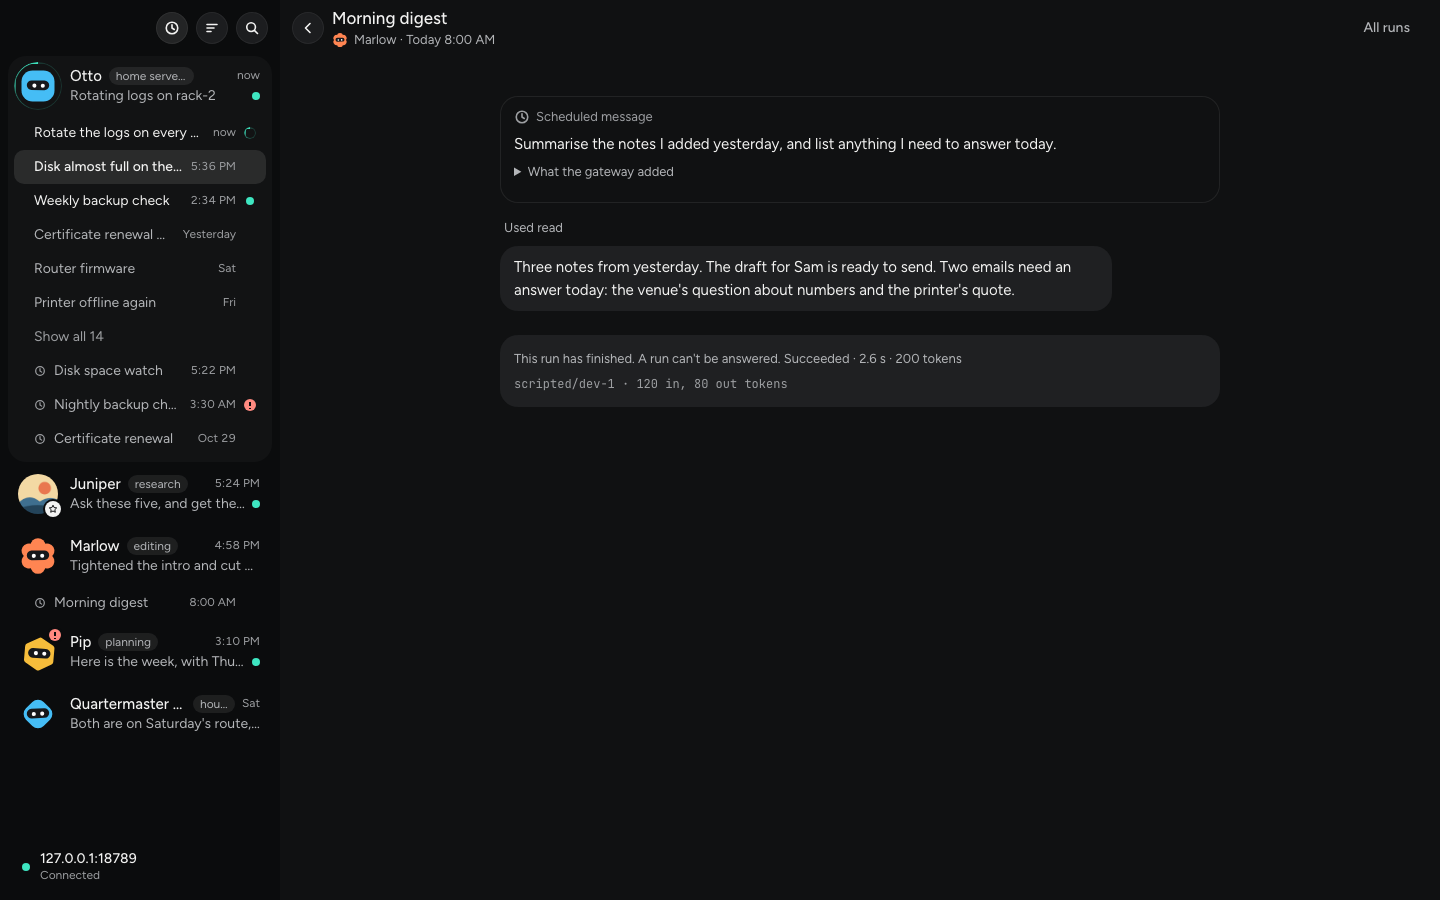 Otto home serve... now
Rotating logs on rack-2
Rotate the logs on every ... now
Disk almost full on the... 5:36 PM
Weekly backup check 2:34 PM
Certificate renewal ... Yesterday
Router firmware Sat
Printer offline again Fri
Show all 14
Disk space watch 5:22 PM
Nightly backup ch... 3:30 AM
Certificate renewal Oct 29
Juniper research 5:24 PM
Ask these five, and get the...
Marlow editing 4:58 PM
Tightened the intro and cut ...
Morning digest 8:00 AM
Pip planning 3:10 PM
Here is the week, with Thu...
Quartermaster ... hou... Sat
Both are on Saturday's route,...
127.0.0.1:18789
Connected
Morning digest
Marlow · Today 8:00 AM
All runs
Scheduled message
Summarise the notes I added yesterday, and list anything I need to answer today.
What the gateway added
Used read
Three notes from yesterday. The draft for Sam is ready to send. Two emails need an
answer today: the venue's question about numbers and the printer's quote.
This run has finished. A run can't be answered. Succeeded · 2.6 s · 200 tokens
scripted/dev-1 · 120 in, 80 out tokens